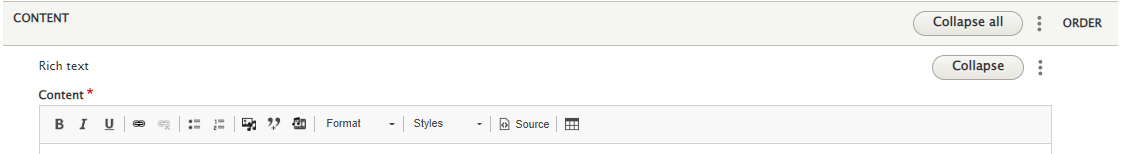 CONTENT Collapse all ORDER
Rich text Collapse
Content *
B I U Format Styles Source